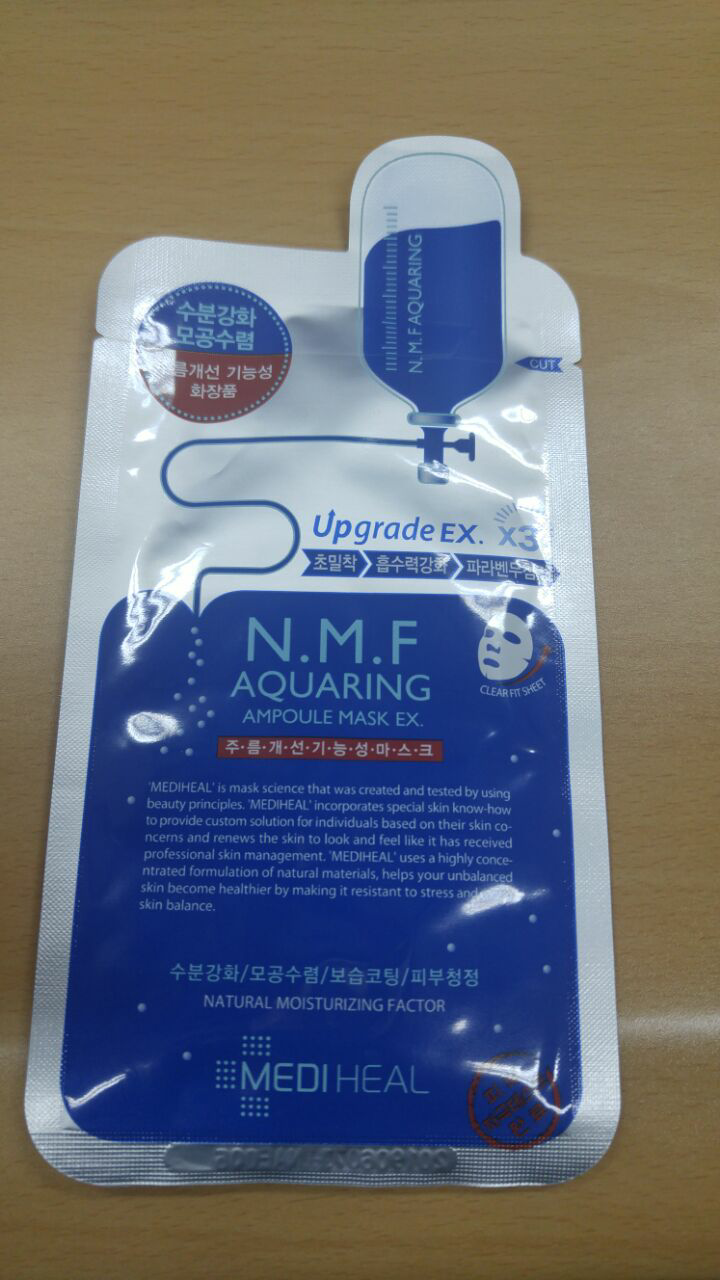 N.M.F AQUARING
수분강화
모공수렴
름개선 기능성
화장품
CUT
Upgrade EX. X3
초밀착 흡수력강화
N.M.F
AQUARING
AMPOULE MASK EX.
CLEAR FIT SHEET
주·름·개·선·기·능·성·마·스·크
'MEDIHEAL' is mask science that was created and tested by using
beauty principles. 'MEDIHEAL' incorporates special skin know-how
to provide custom solution for individuals based on their skin co-
ncerns and renews the skin to look and feel like it has received
professional skin management. 'MEDIHEAL' uses a highly conce-
ntrated formulation of natural materials, helps your unbalanced
skin become healthier by making it resistant to stress and
skin balance.
수분강화/모공수렴/보습코팅/피부청정
NATURAL MOISTURIZING FACTOR
MEDIHEAL